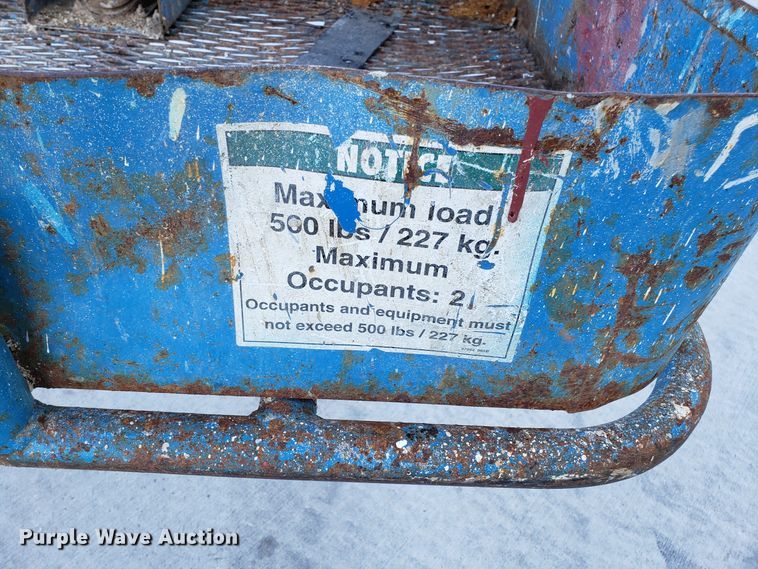 NOTICE
Maximum load
500 lbs / 227 kg.
Maximum
Occupants: 2
Occupants and equipment must
not exceed 500 lbs / 227 kg.
Purple Wave Auction